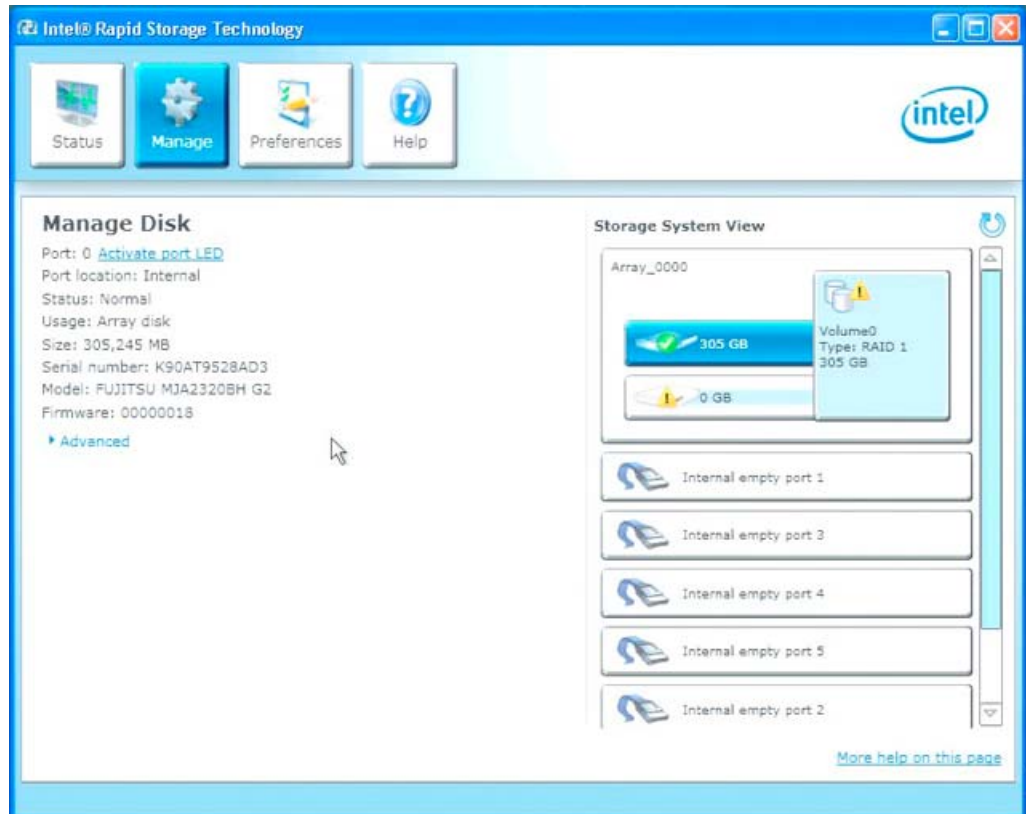 Intel® Rapid Storage Technology
Status
Manage
Preferences
Help
intel
Manage Disk
Port: 0 Activate port LED
Port location: Internal
Status: Normal
Usage: Array disk
Size: 305,245 MB
Serial number: K90AT9528AD3
Model: FUJITSU MJA2320BH G2
Firmware: 00000018
Advanced
Storage System View
Array_0000
305 GB
0 GB
Volume0
Type: RAID 1
305 GB
Internal empty port 1
Internal empty port 3
Internal empty port 4
Internal empty port 5
Internal empty port 2
More help on this page